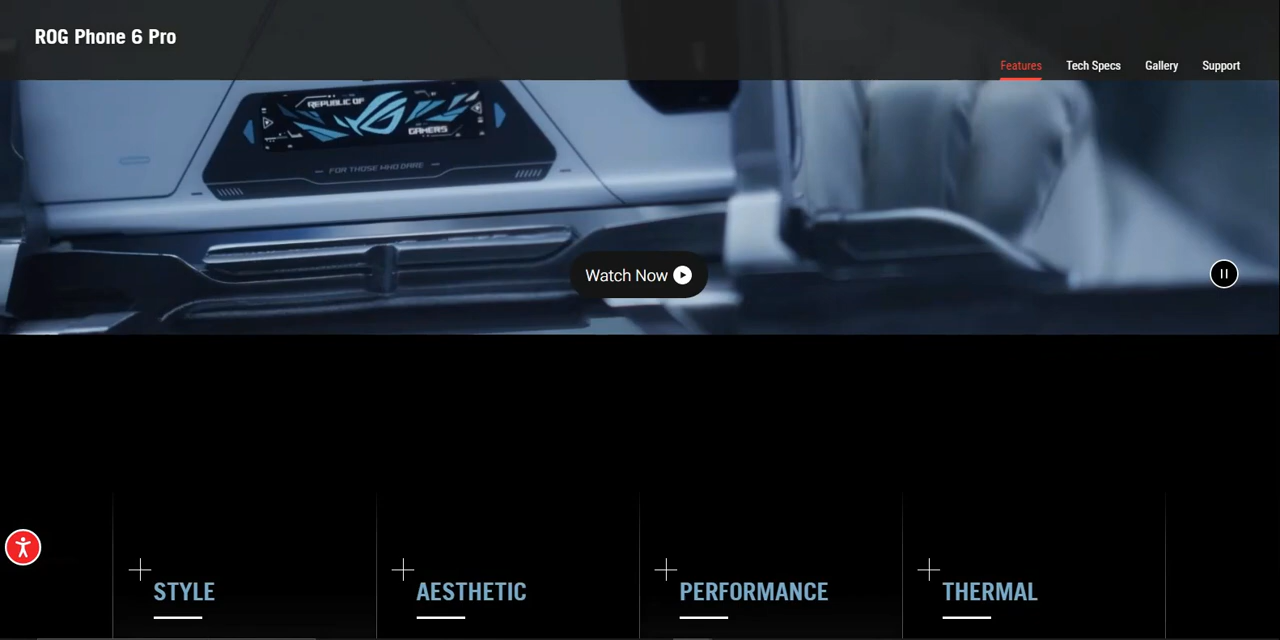 ROG Phone 6 Pro
Features Tech Specs Gallery Support
REPUBLIC OF
GAMERS
FOR THOSE WHO DARE
Watch Now
STYLE AESTHETIC PERFORMANCE THERMAL